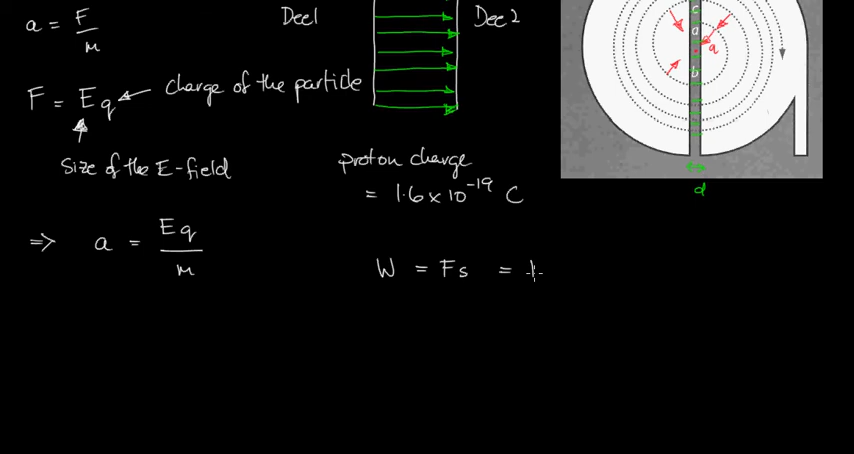 a = F/m
Dee1
Dee 2
F = Eq ← charge of the particle
size of the E-field
proton charge
= 1.6 x 10⁻¹⁹ C
⇒ a = Eq/m
W = Fs =
c
a
a
b
d